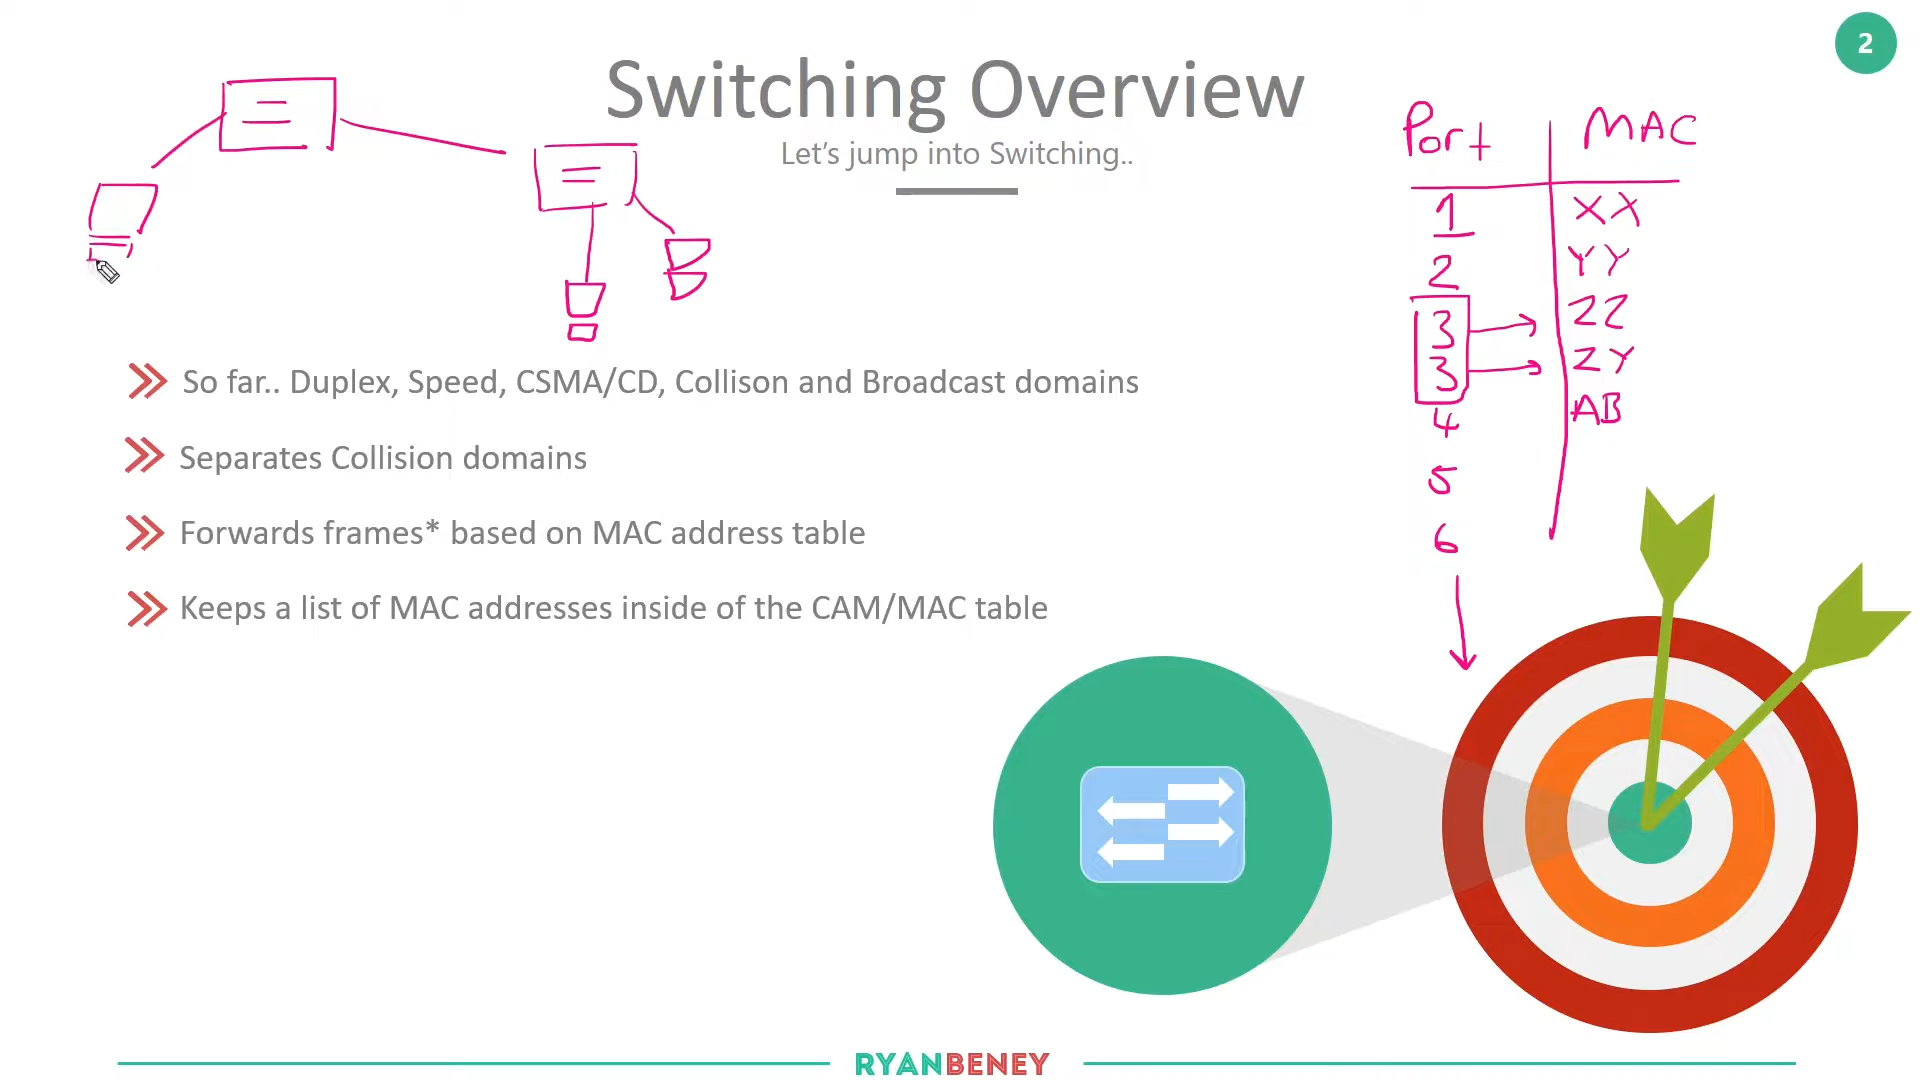 2
Switching Overview
Let's jump into Switching..
Port MAC
1 XX
2 YY
3 ZZ
3 ZY
4 AB
5
6
So far.. Duplex, Speed, CSMA/CD, Collison and Broadcast domains
Separates Collision domains
Forwards frames* based on MAC address table
Keeps a list of MAC addresses inside of the CAM/MAC table
RYANBENEY